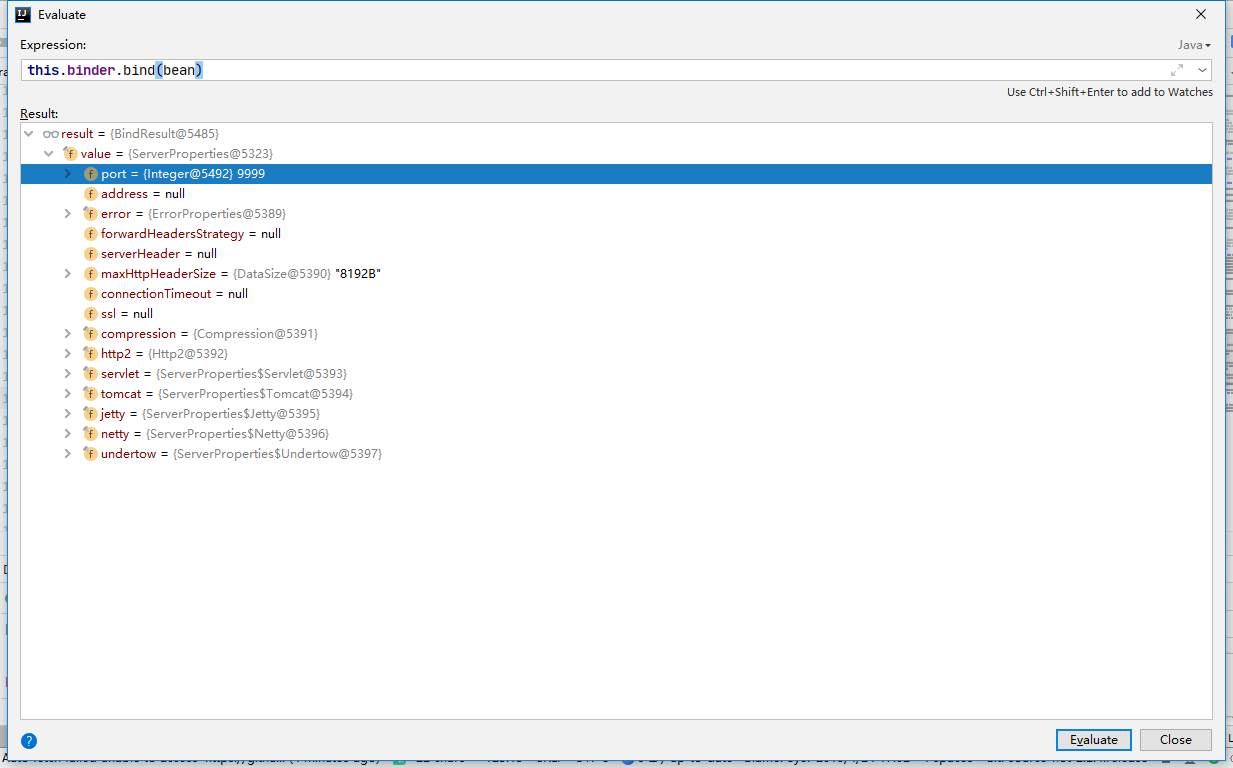 Evaluate
Expression:
Java
this.binder.bind(bean)
Use Ctrl+Shift+Enter to add to Watches
Result:
result = {BindResult@5485}
value = {ServerProperties@5323}
port = {Integer@5492} 9999
address = null
error = {ErrorProperties@5389}
forwardHeadersStrategy = null
serverHeader = null
maxHttpHeaderSize = {DataSize@5390} "8192B"
connectionTimeout = null
ssl = null
compression = {Compression@5391}
http2 = {Http2@5392}
servlet = {ServerProperties$Servlet@5393}
tomcat = {ServerProperties$Tomcat@5394}
jetty = {ServerProperties$Jetty@5395}
netty = {ServerProperties$Netty@5396}
undertow = {ServerProperties$Undertow@5397}
?
Evaluate
Close